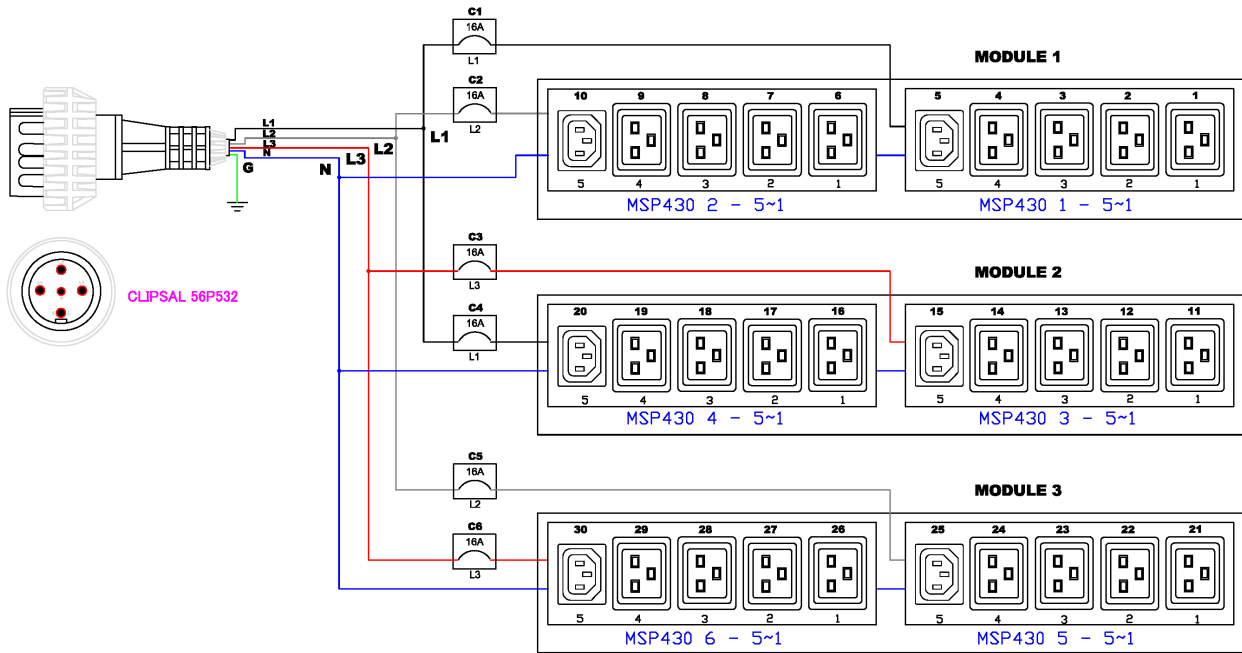 C1
16A
L1
MODULE 1
C2
16A
L2
10 9 8 7 6 5 4 3 2 1
L1
L2
L3
N
G
L1
L2
L3
N
5 4 3 2 1 5 4 3 2 1
MSP430 2 - 5~1 MSP430 1 - 5~1
C3
16A
L3
MODULE 2
CLIPSAL 56P532
C4
16A
L1
20 19 18 17 16 15 14 13 12 11
5 4 3 2 1 5 4 3 2 1
MSP430 4 - 5~1 MSP430 3 - 5~1
C5
16A
L2
MODULE 3
C6
16A
L3
30 29 28 27 26 25 24 23 22 21
5 4 3 2 1 5 4 3 2 1
MSP430 6 - 5~1 MSP430 5 - 5~1